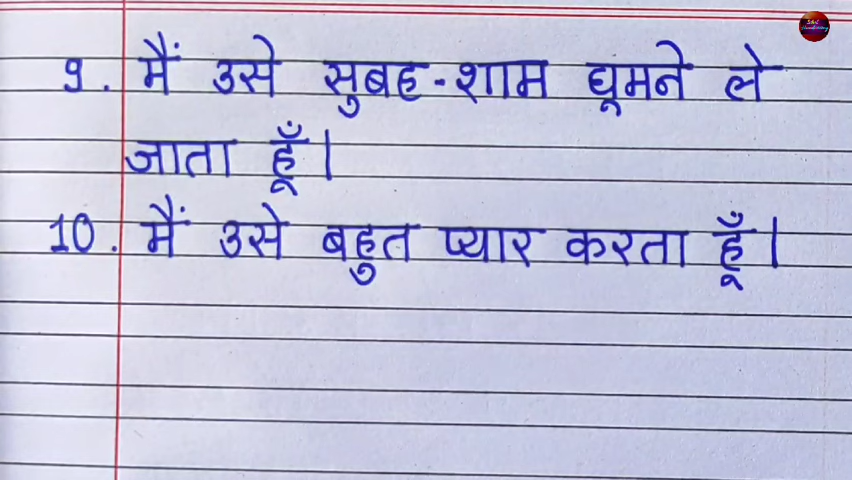 9. मैं उसे सुबह-शाम घूमने ले
जाता हूँ।
10. मैं उसे बहुत प्यार करता हूँ।